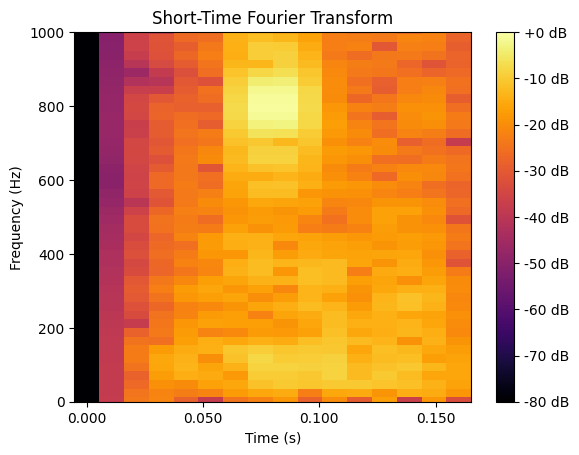 Short-Time Fourier Transform
Frequency (Hz)
1000
800
600
400
200
0
0.000
0.050
0.100
0.150
Time (s)
+0 dB
-10 dB
-20 dB
-30 dB
-40 dB
-50 dB
-60 dB
-70 dB
-80 dB